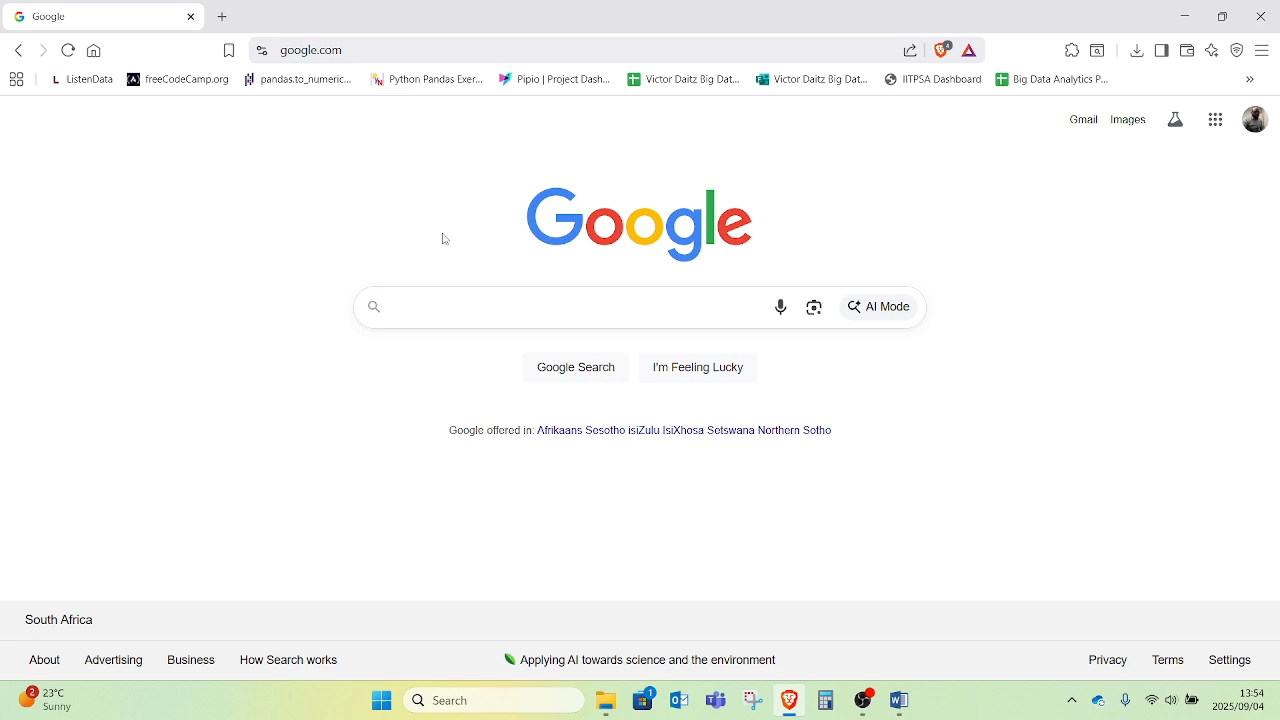 Google
google.com
4
ListenData
freeCodeCamp.org
pandas.to_numeric...
Python Pandas Exer...
Pipio | Project Dash...
Victor Daitz Big Dat...
Victor Daitz Big Dat...
IITPSA Dashboard
Big Data Analytics P...
Gmail
Images
Google
AI Mode
Google Search
I'm Feeling Lucky
Google offered in: Afrikaans Sesotho isiZulu IsiXhosa Setswana Northern Sotho
South Africa
About
Advertising
Business
How Search works
Applying AI towards science and the environment
Privacy
Terms
Settings
2
23°C
Sunny
Search
1
13:54
2025/09/04